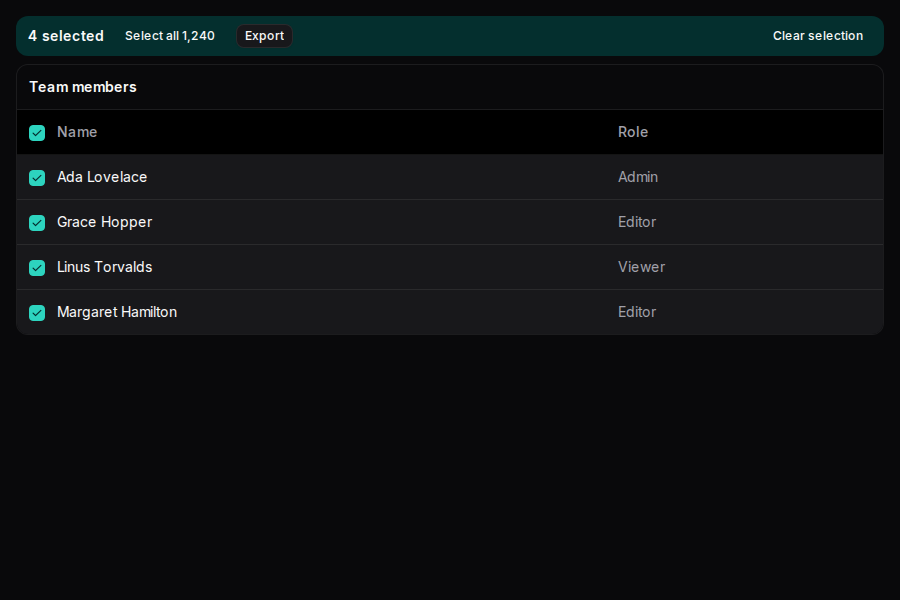 4 selected Select all 1,240 Export Clear selection
Team members
Name Role
Ada Lovelace Admin
Grace Hopper Editor
Linus Torvalds Viewer
Margaret Hamilton Editor